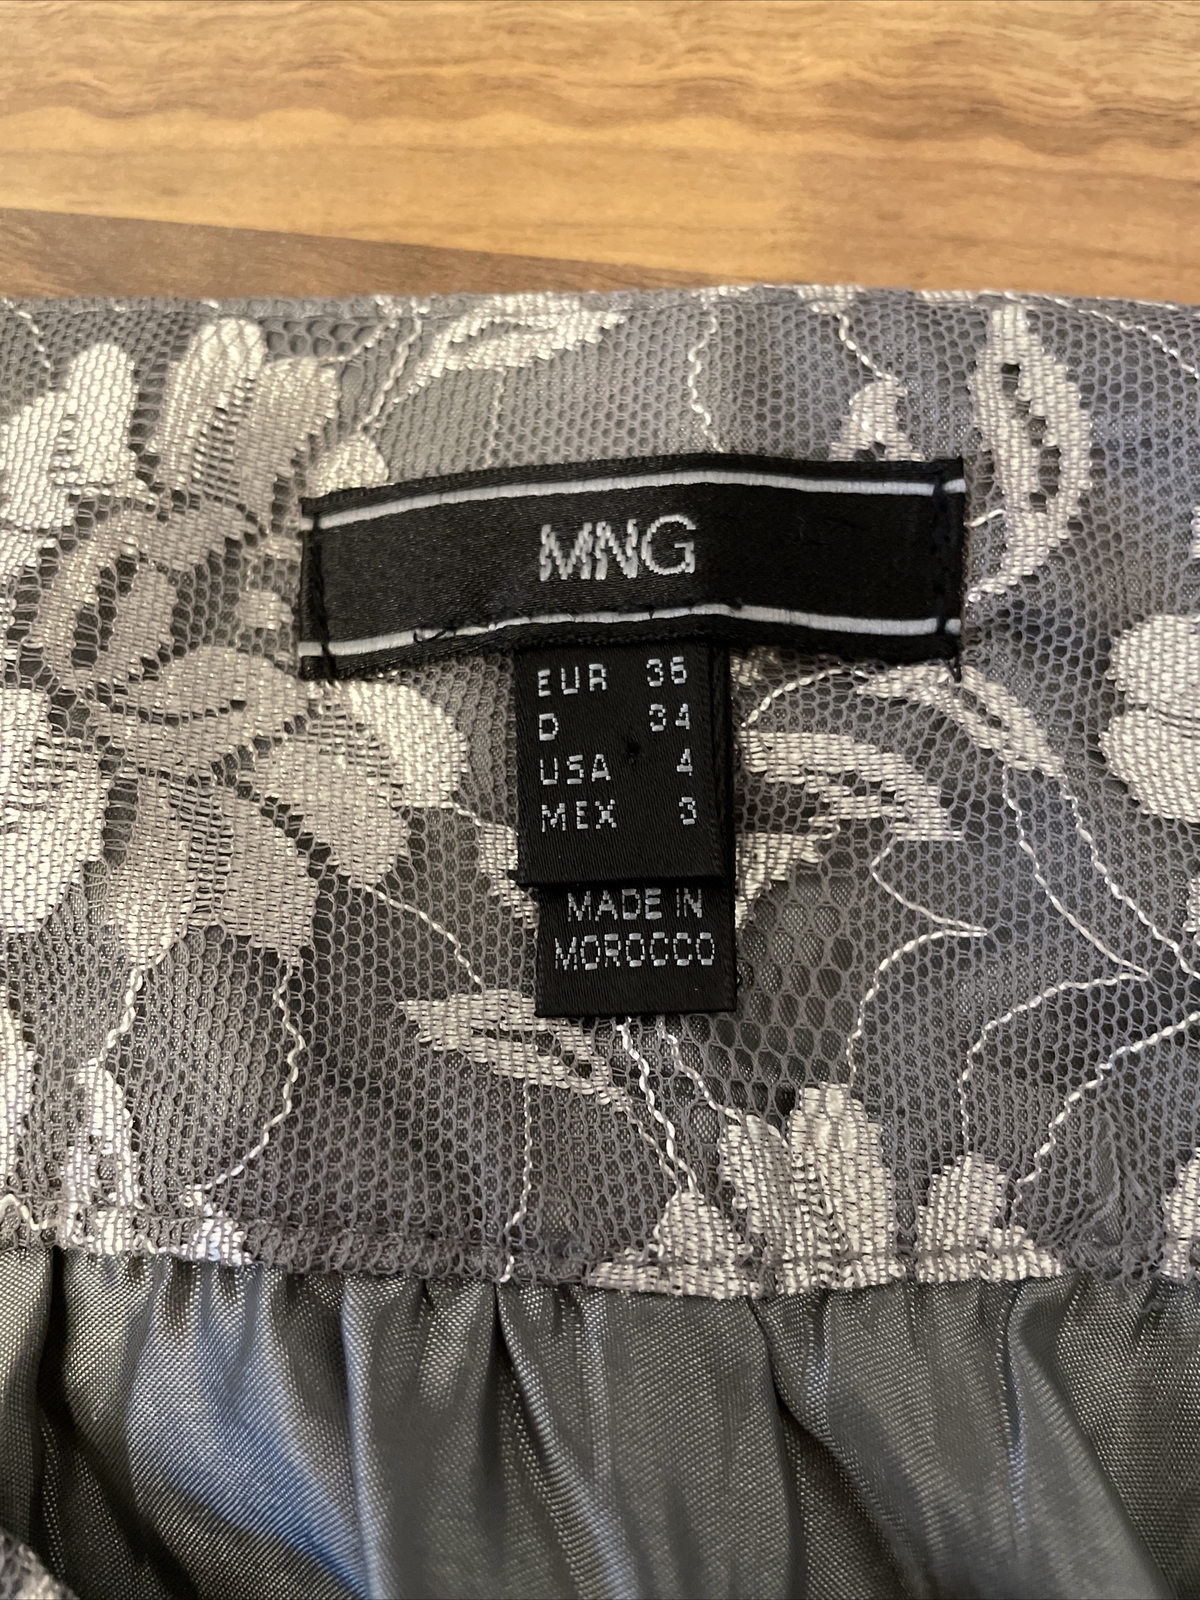 MNG
EUR 36
D 34
USA 4
MEX 3
MADE IN
MOROCCO